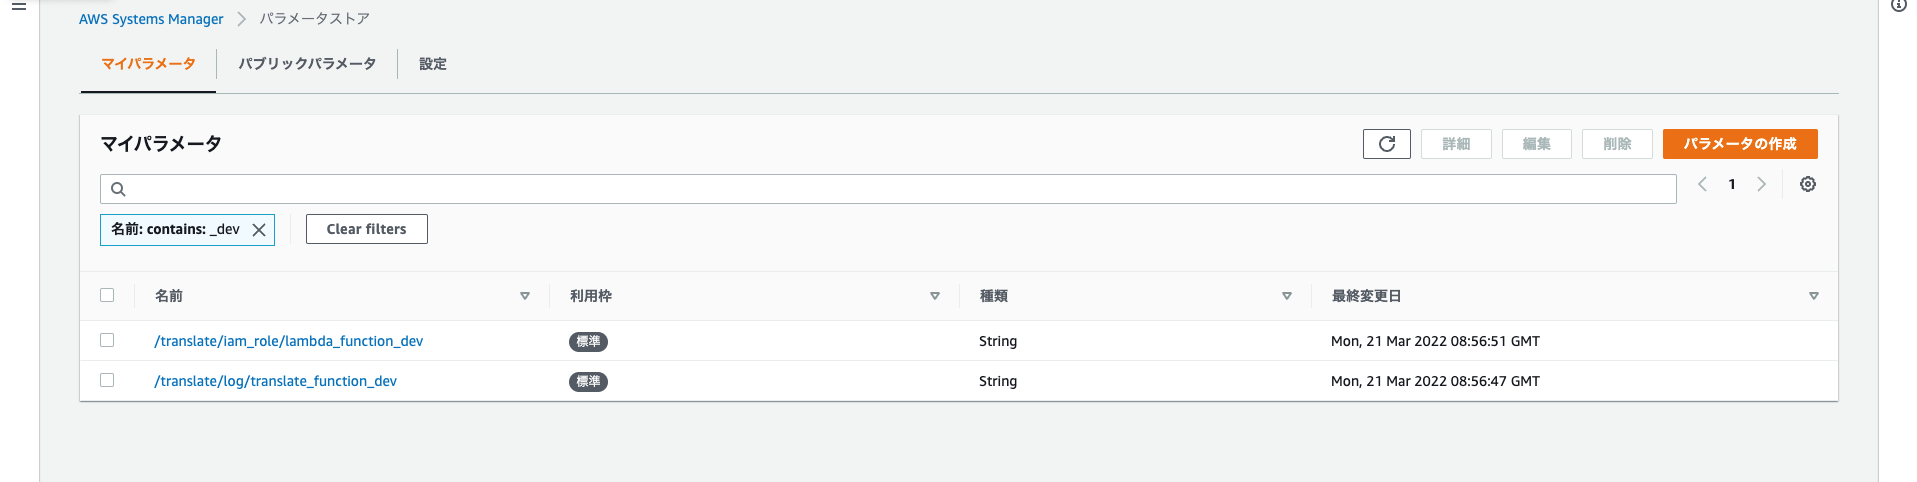 AWS Systems Manager > パラメータストア
マイパラメータ パブリックパラメータ 設定
マイパラメータ 詳細 編集 削除 パラメータの作成
1
名前: contains: _dev Clear filters
名前 利用枠 種類 最終変更日
/translate/iam_role/lambda_function_dev 標準 String Mon, 21 Mar 2022 08:56:51 GMT
/translate/log/translate_function_dev 標準 String Mon, 21 Mar 2022 08:56:47 GMT